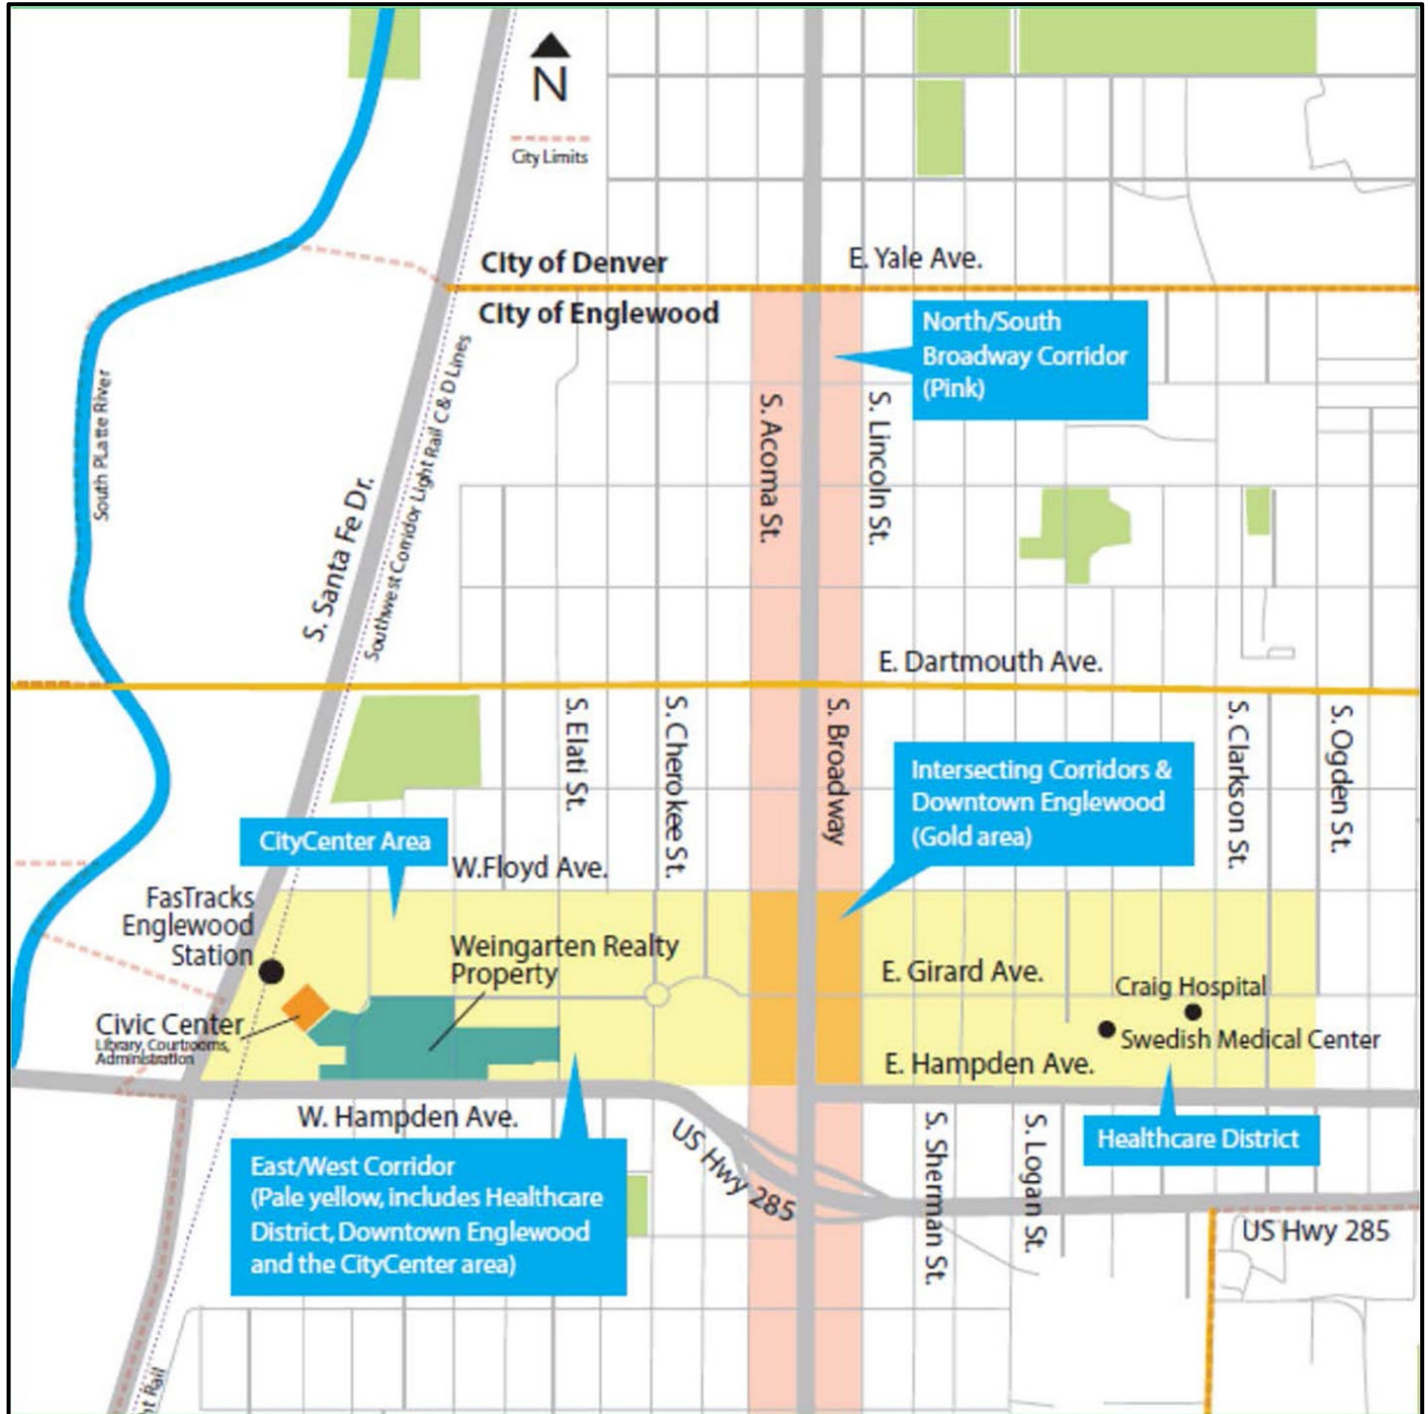 N
City Limits
City of Denver
E. Yale Ave.
City of Englewood
North/South
Broadway Corridor
(Pink)
South PLatte River
S. Santa Fe Dr.
Southwest Corridor Light Rail C & D Lines
S. Acoma St.
S. Lincoln St.
E. Dartmouth Ave.
S. Elati St.
S. Cherokee St.
S. Broadway
S. Clarkson St.
S. Ogden St.
Intersecting Corridors &
Downtown Englewood
(Gold area)
CityCenter Area
W.Floyd Ave.
FasTracks
Englewood
Station
Weingarten Realty
Property
E. Girard Ave.
Craig Hospital
Swedish Medical Center
Civic Center
Library, Courtrooms,
Administration
E. Hampden Ave.
W. Hampden Ave.
US Hwy 285
S. Sherman St.
S. Logan St.
Healthcare District
East/West Corridor
(Pale yellow, includes Healthcare
District, Downtown Englewood
and the CityCenter area)
US Hwy 285
Rail